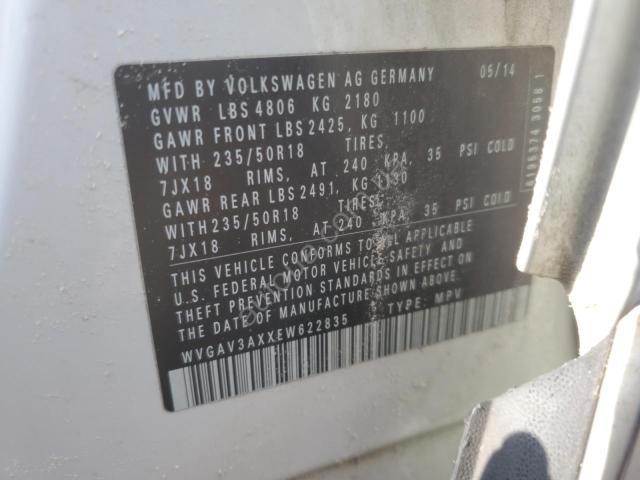 MFD BY VOLKSWAGEN AG GERMANY 05/14
GVWR LBS 4806 KG 2180
GAWR FRONT LBS 2425, KG 1100
WITH 235/50R18 TIRES,
7JX18 RIMS, AT 240 KPA, 35 PSI COLD
GAWR REAR LBS 2491, KG 1130
WITH 235/50R18 TIRES,
7JX18 RIMS, AT 240 KPA, 35 PSI COLD
THIS VEHICLE CONFORMS TO ALL APPLICABLE
U.S. FEDERAL MOTOR VEHICLE SAFETY AND
THEFT PREVENTION STANDARDS IN EFFECT ON
THE DATE OF MANUFACTURE SHOWN ABOVE.
WVGAV3AXXEW622835 TYPE: MPV